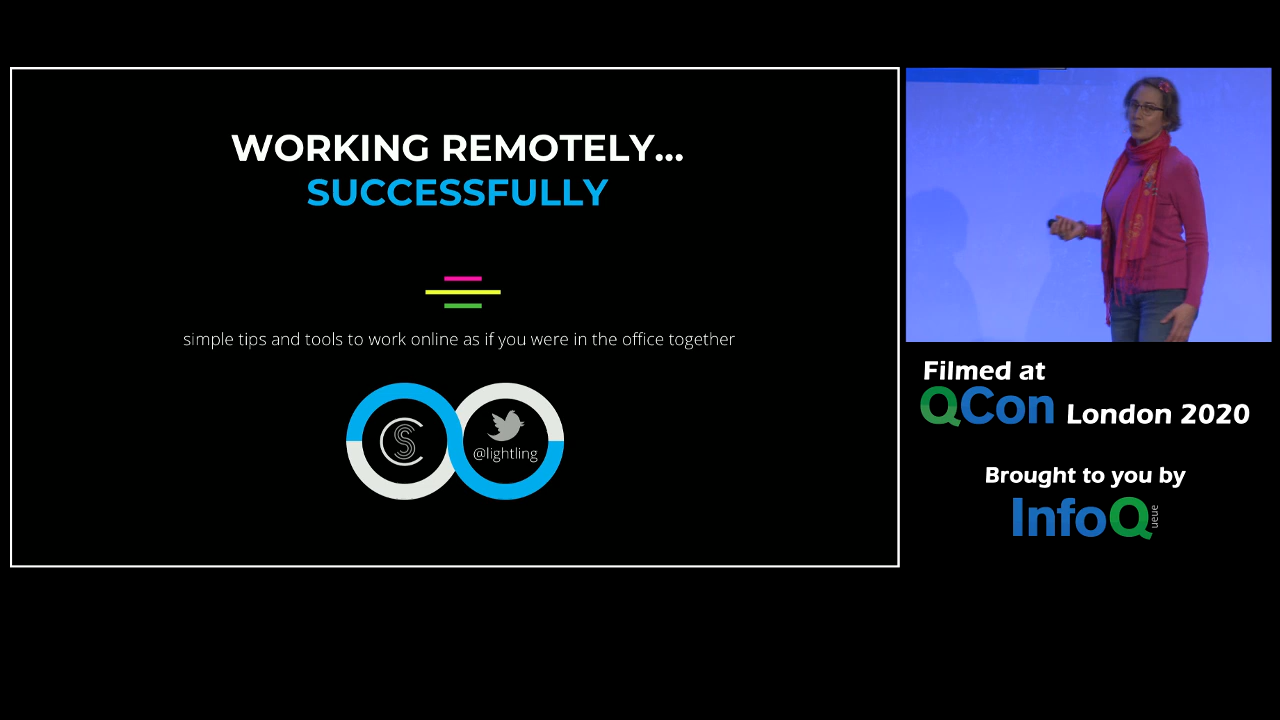 WORKING REMOTELY...
SUCCESSFULLY
simple tips and tools to work online as if you were in the office together
@lightling
Filmed at
QCon London 2020
Brought to you by
InfoQueue